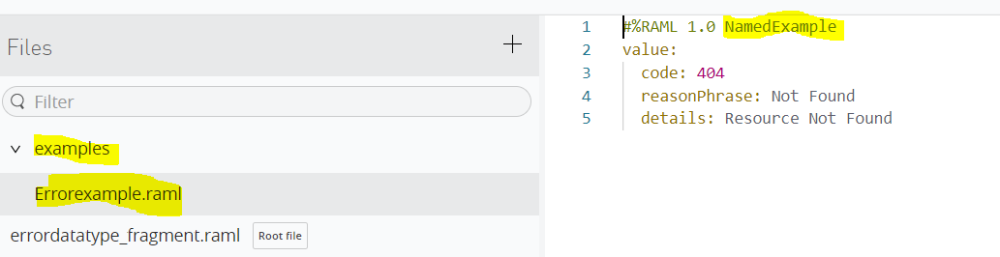 Files
Filter
examples
Errorexample.raml
errordatatype_fragment.raml Root file
1 #%RAML 1.0 NamedExample
2 value:
3 code: 404
4 reasonPhrase: Not Found
5 details: Resource Not Found